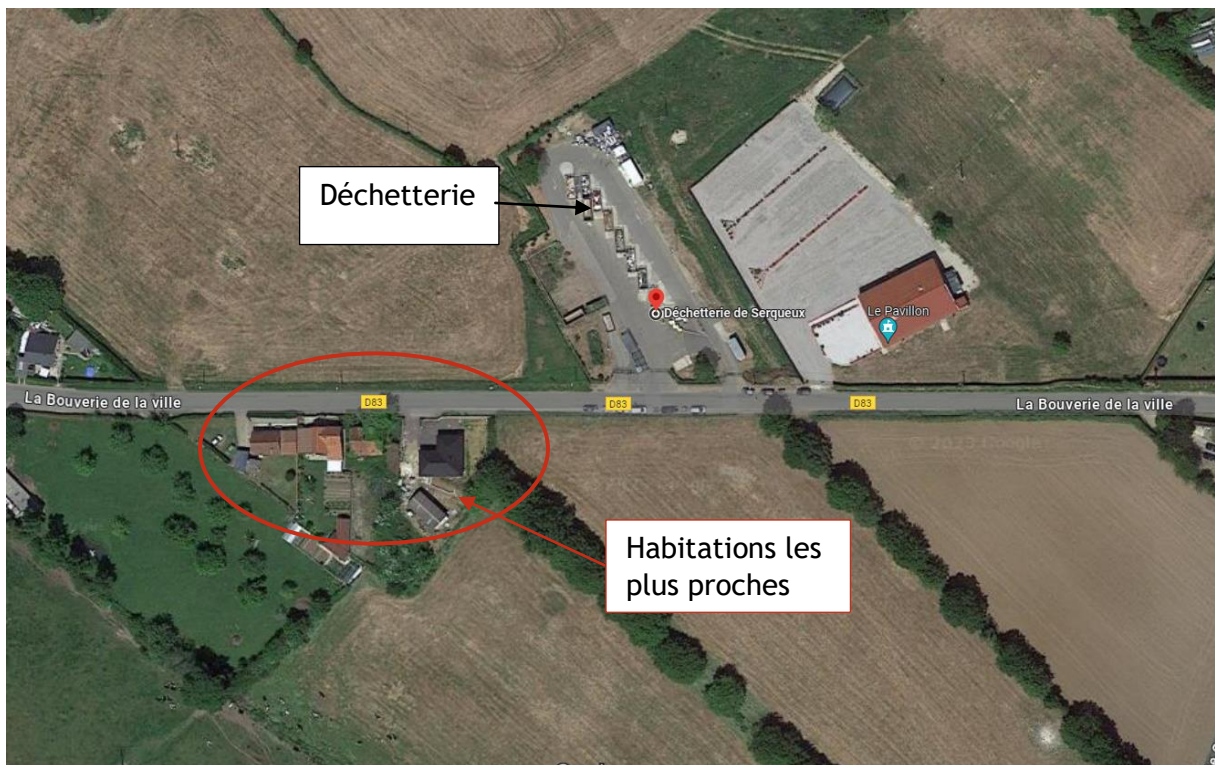 Déchetterie
Déchetterie de Serqueux
Le Pavillon
La Bouverie de la ville
D83
D83
D83
La Bouverie de la ville
© 2023 Google
Habitations les
plus proches